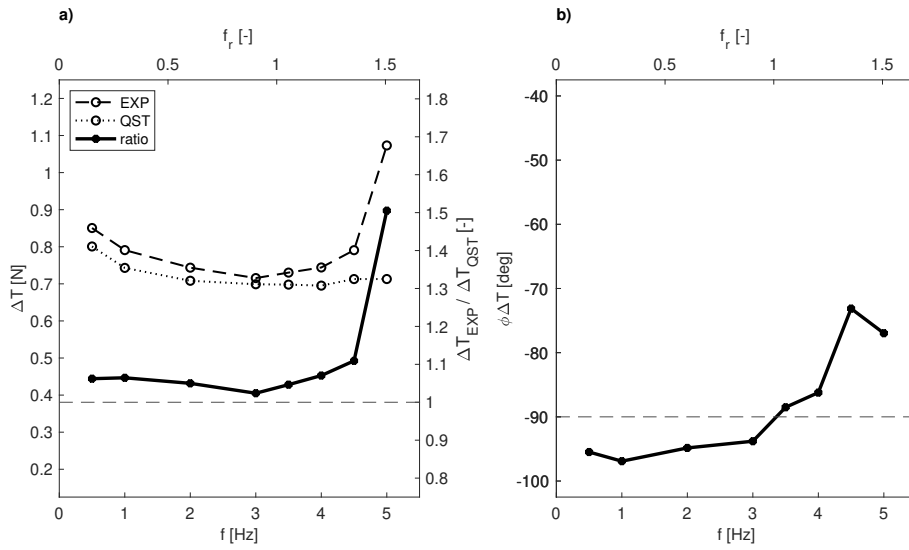 a)
f_r [-]
0 0.5 1 1.5
1.2
1.1
1
0.9
0.8
0.7
0.6
0.5
0.4
0.3
0.2
ΔT [N]
EXP
QST
ratio
1.8
1.7
1.6
1.5
1.4
1.3
1.2
1.1
1
0.9
0.8
ΔT_EXP / ΔT_QST [-]
0 1 2 3 4 5
f [Hz]
b)
f_r [-]
0 0.5 1 1.5
-40
-50
-60
-70
-80
-90
-100
ϕ ΔT [deg]
0 1 2 3 4 5
f [Hz]